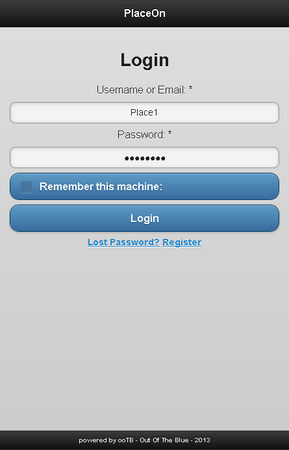 PlaceOn
Login
Username or Email: *
Place1
Password: *
••••••••
Remember this machine:
Login
Lost Password? Register
powered by ooTB - Out Of The Blue - 2013